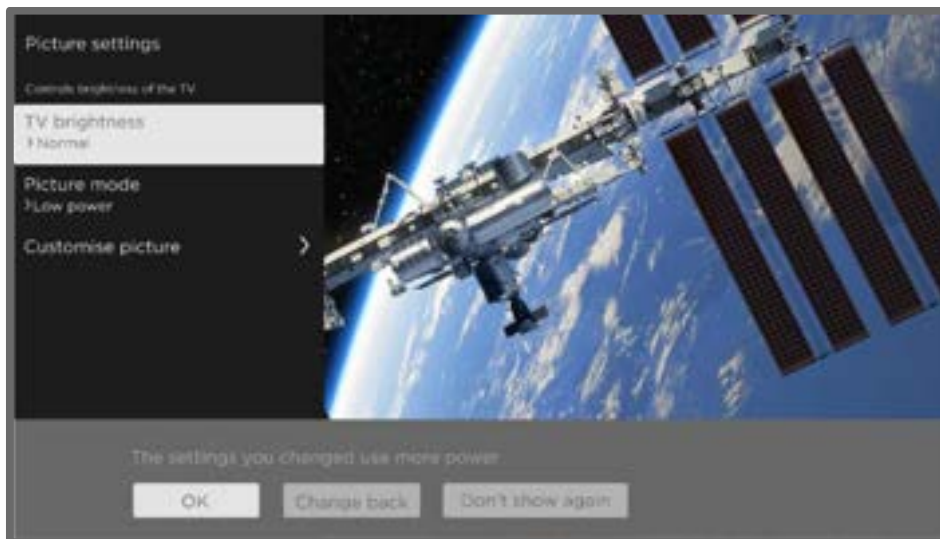 Picture settings
Controls brightness of the TV
TV brightness
Normal
Picture mode
Low power
Customise picture
The settings you changed use more power
OK
Change back
Don't show again